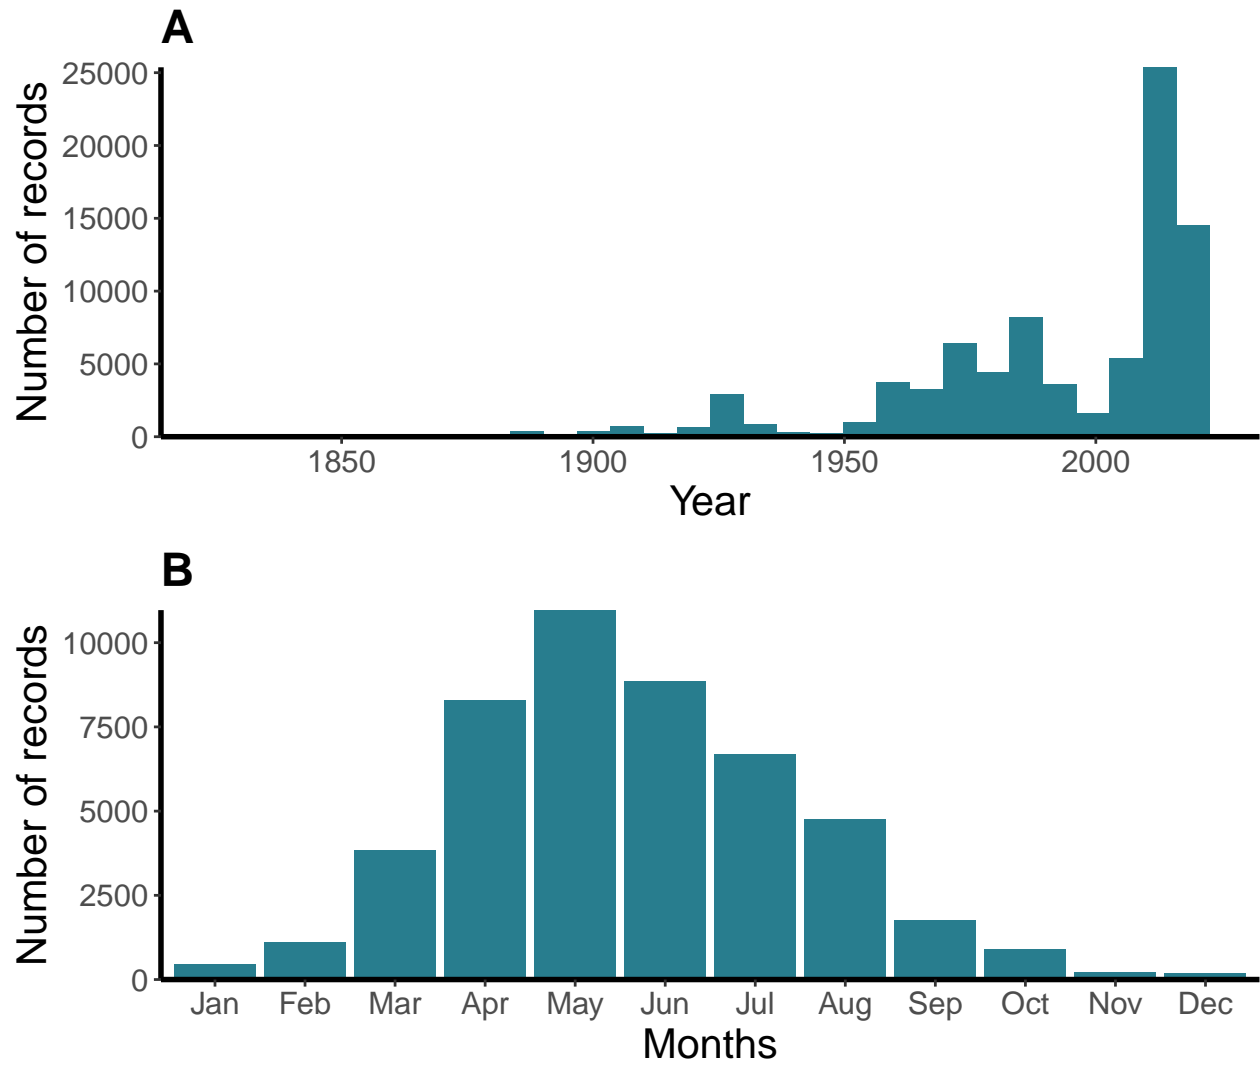 A
Number of records
25000
20000
15000
10000
5000
0
1850 1900 1950 2000
Year
B
Number of records
10000
7500
5000
2500
0
Jan Feb Mar Apr May Jun Jul Aug Sep Oct Nov Dec
Months